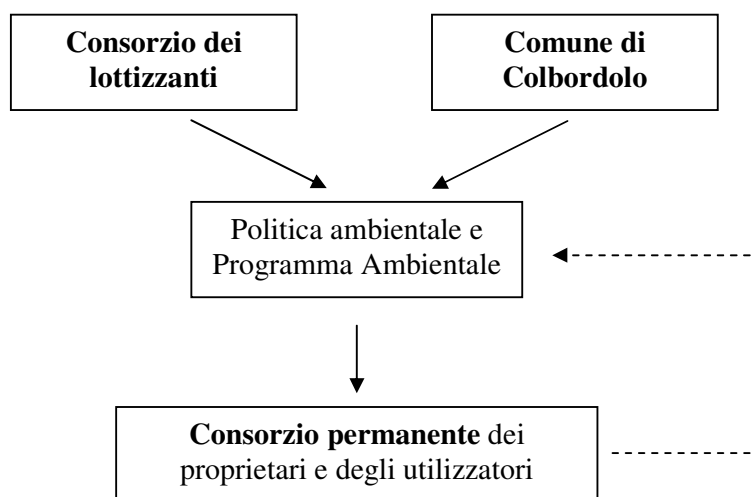 Consorzio dei
lottizzanti
Comune di
Colbordolo
Politica ambientale e
Programma Ambientale
Consorzio permanente dei
proprietari e degli utilizzatori